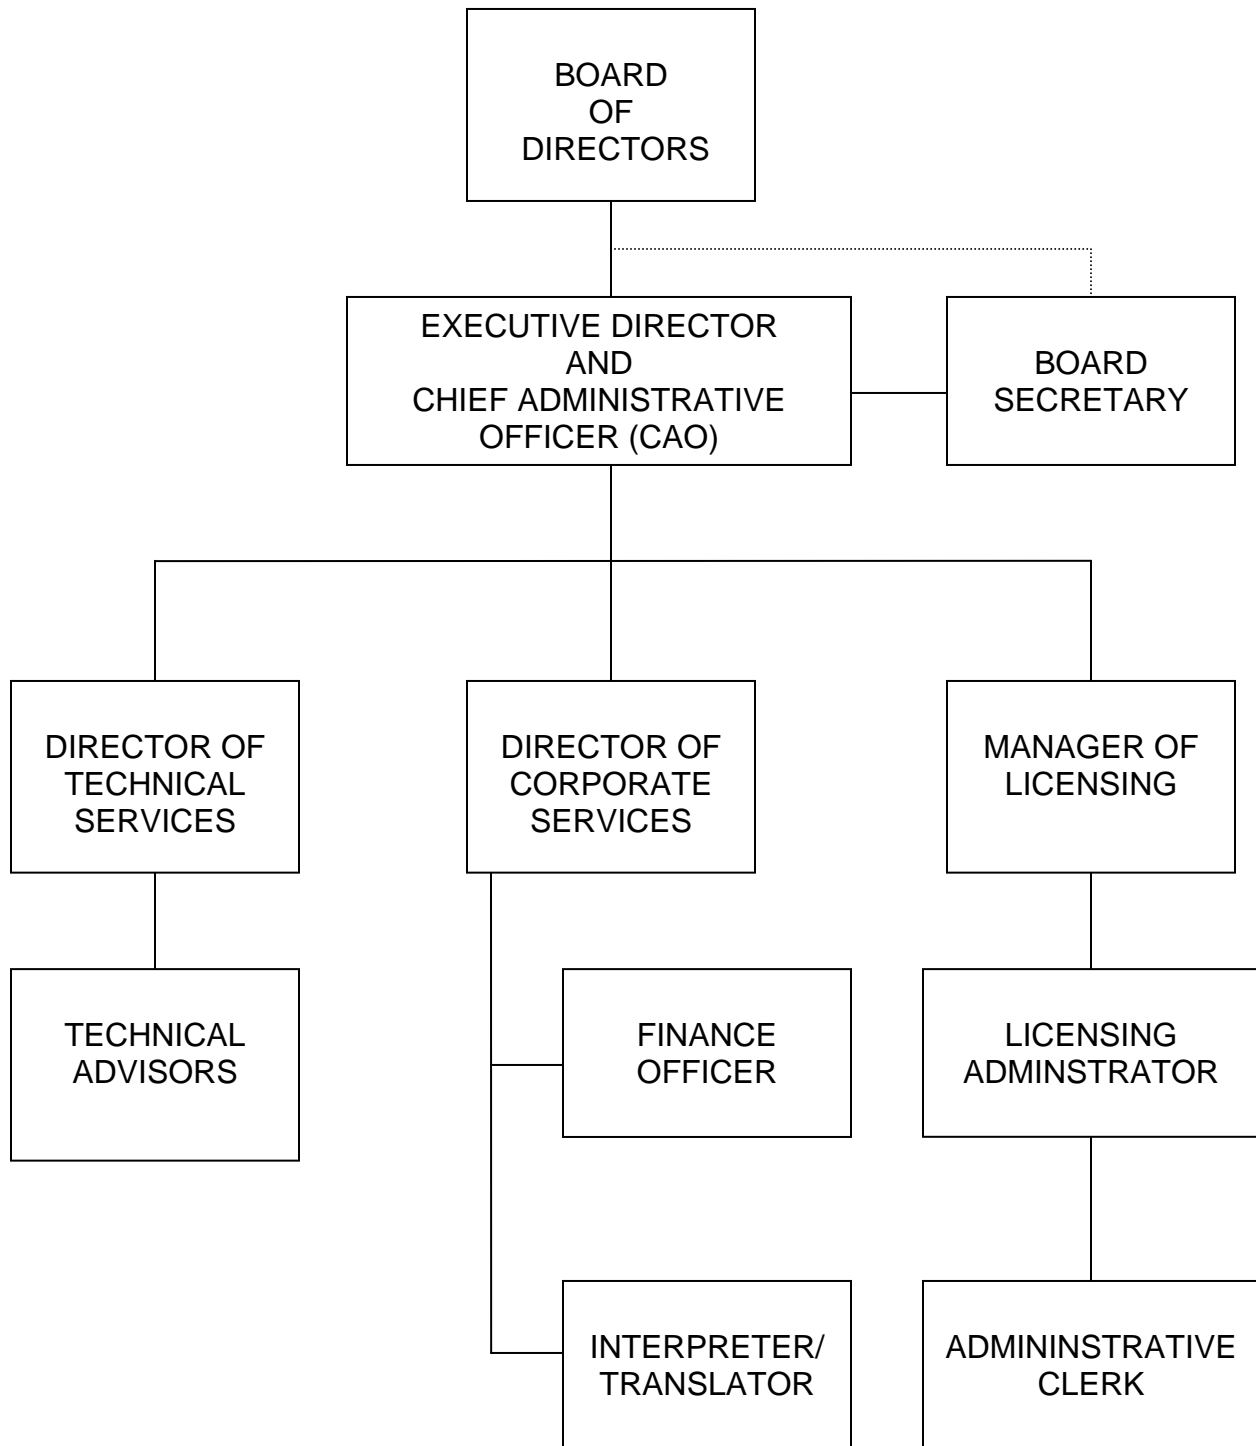 BOARD
OF
DIRECTORS
EXECUTIVE DIRECTOR
AND
CHIEF ADMINISTRATIVE
OFFICER (CAO)
BOARD
SECRETARY
DIRECTOR OF
TECHNICAL
SERVICES
DIRECTOR OF
CORPORATE
SERVICES
MANAGER OF
LICENSING
TECHNICAL
ADVISORS
FINANCE
OFFICER
LICENSING
ADMINSTRATOR
INTERPRETER/
TRANSLATOR
ADMININSTRATIVE
CLERK